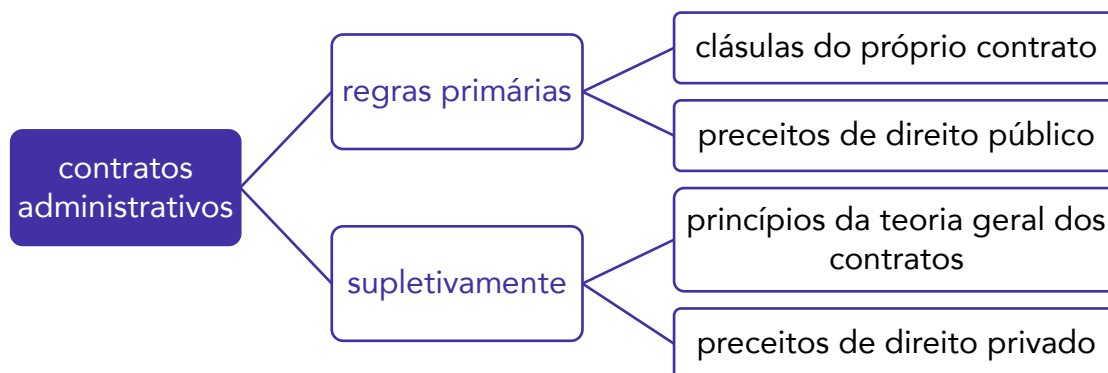 contratos
administrativos
regras primárias
clásulas do próprio contrato
preceitos de direito público
supletivamente
princípios da teoria geral dos
contratos
preceitos de direito privado